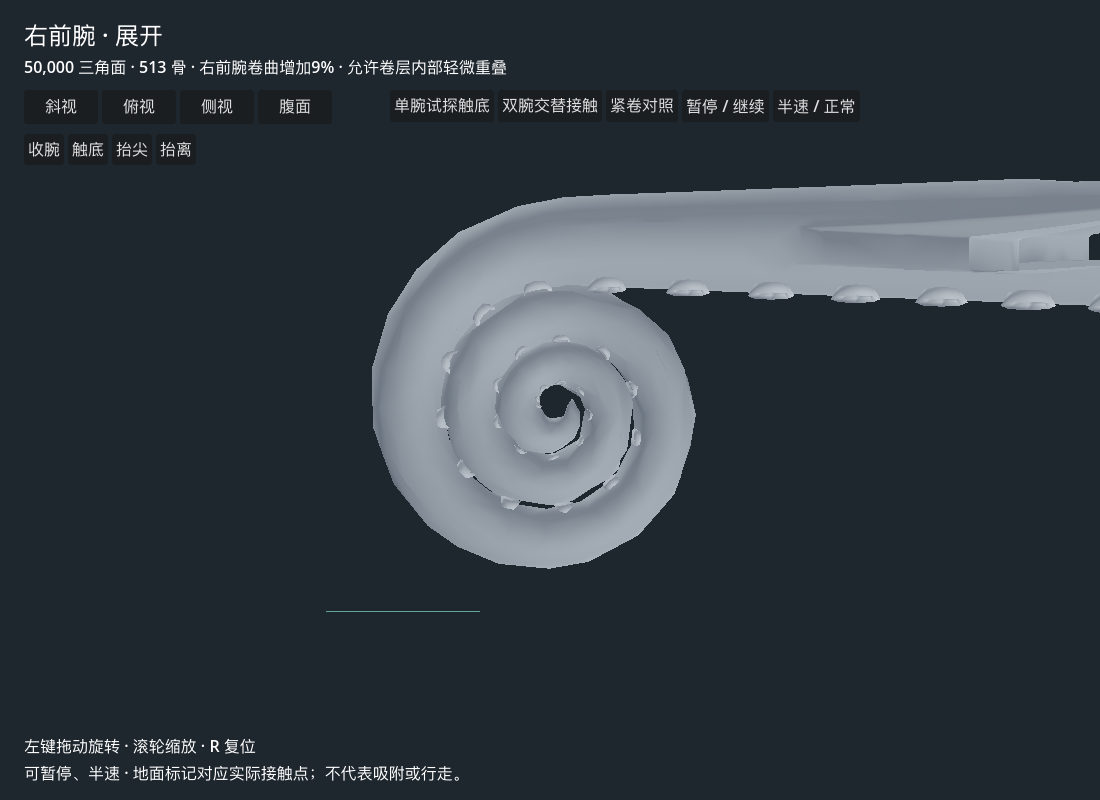 右前腕 · 展开
50,000 三角面 · 513 骨 · 右前腕卷曲增加9% · 允许卷层内部轻微重叠
斜视 俯视 侧视 腹面 单腕试探触底 双腕交替接触 紧卷对照 暂停 / 继续 半速 / 正常
收腕 触底 抬尖 抬离
左键拖动旋转 · 滚轮缩放 · R 复位
可暂停、半速 · 地面标记对应实际接触点；不代表吸附或行走。